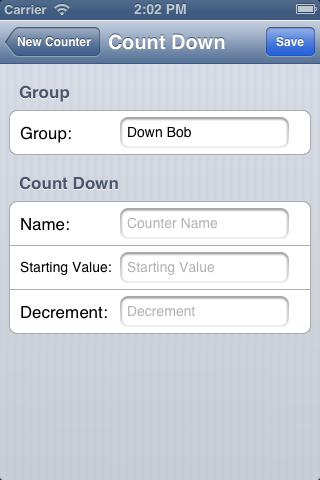 Carrier 2:02 PM
New Counter Count Down Save
Group
Group: Down Bob
Count Down
Name: Counter Name
Starting Value: Starting Value
Decrement: Decrement